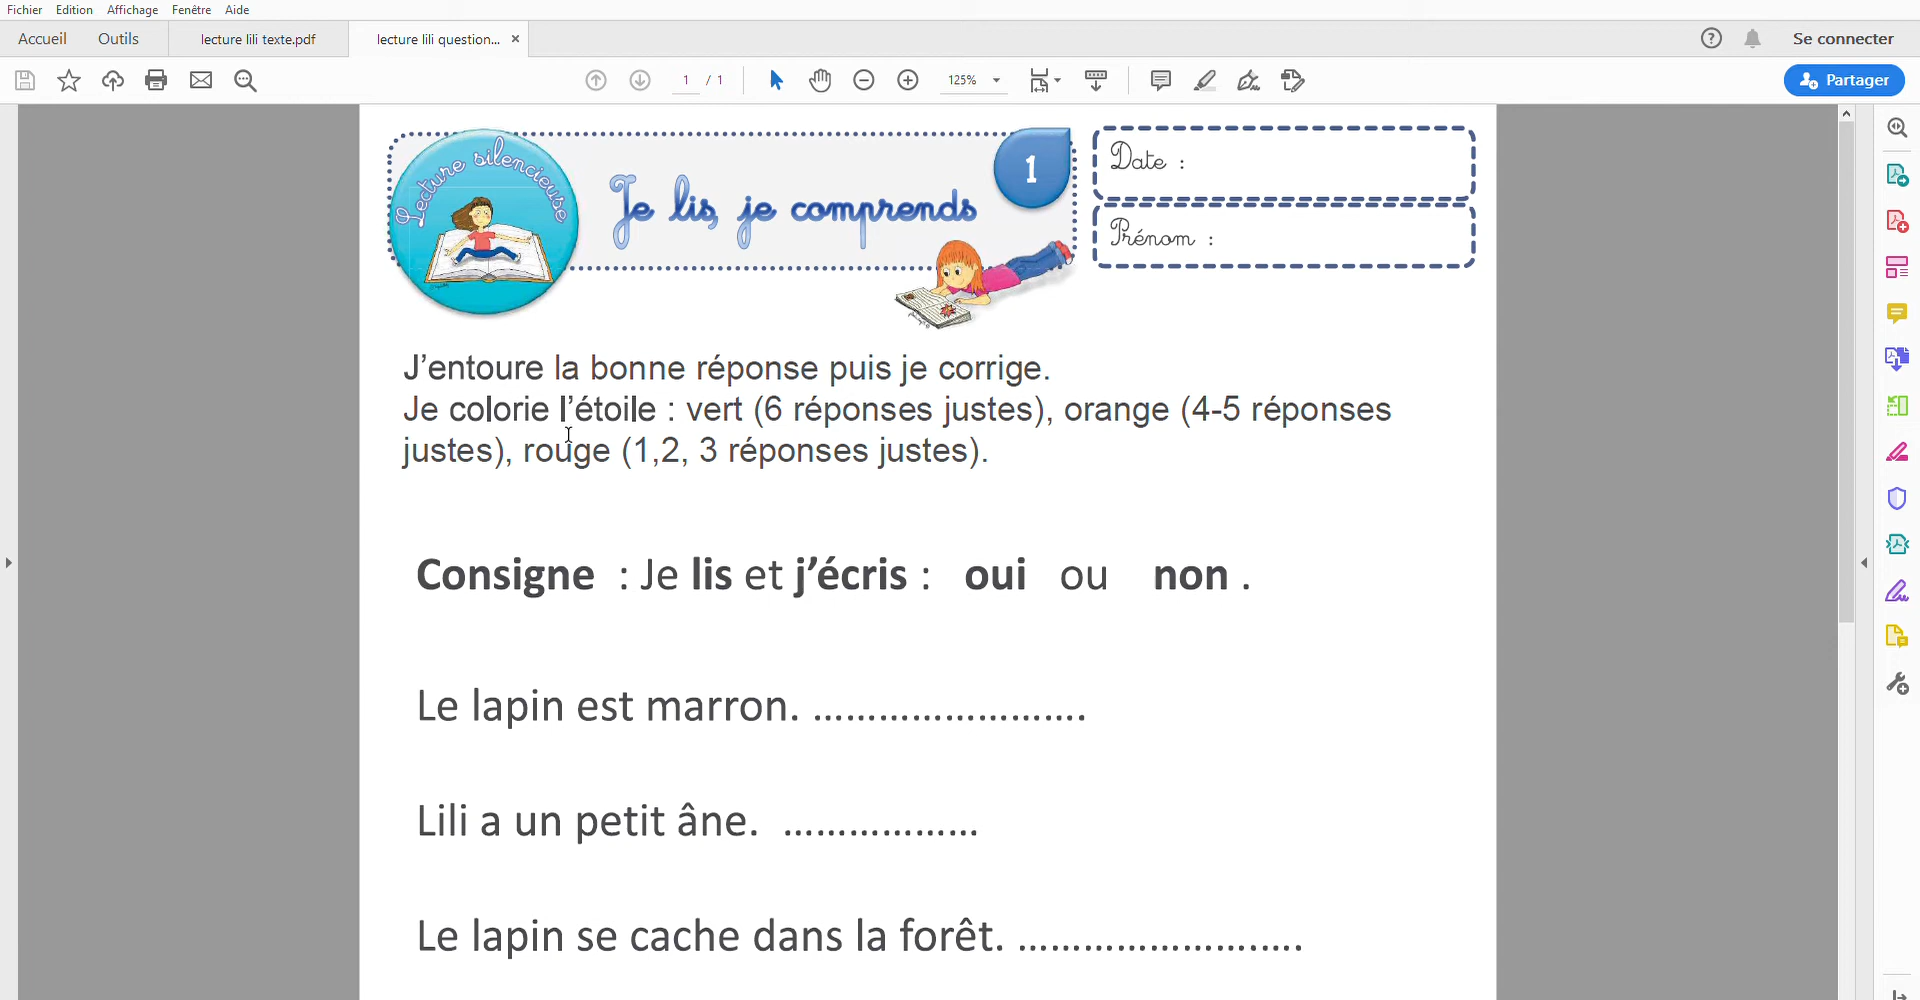 Fichier Edition Affichage Fenêtre Aide
Accueil Outils lecture lili texte.pdf lecture lili question... × Se connecter
1 / 1 125% Partager
Lecture silencieuse
Je lis, je comprends
1
Date :
Prénom :
J’entoure la bonne réponse puis je corrige.
Je colorie l’étoile : vert (6 réponses justes), orange (4-5 réponses
justes), rouge (1,2, 3 réponses justes).
Consigne : Je lis et j’écris : oui ou non .
Le lapin est marron. ...........................
Lili a un petit âne. ...................
Le lapin se cache dans la forêt. ............................